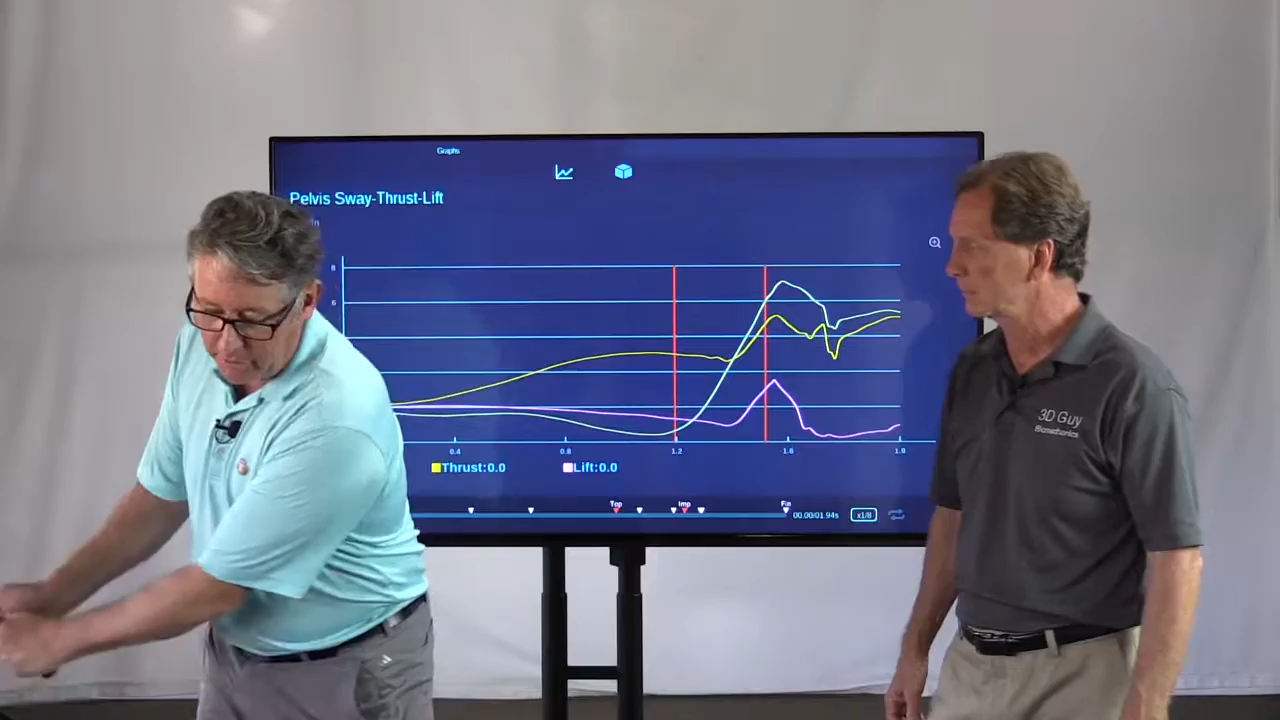 Graphs
Pelvis Sway-Thrust-Lift
in
8
6
0.4 0.8 1.2 1.6 1.9
Thrust:0.0 Lift:0.0
Top Imp Fin
00.00/01.94s x1/8
3D Guy
Biomechanics